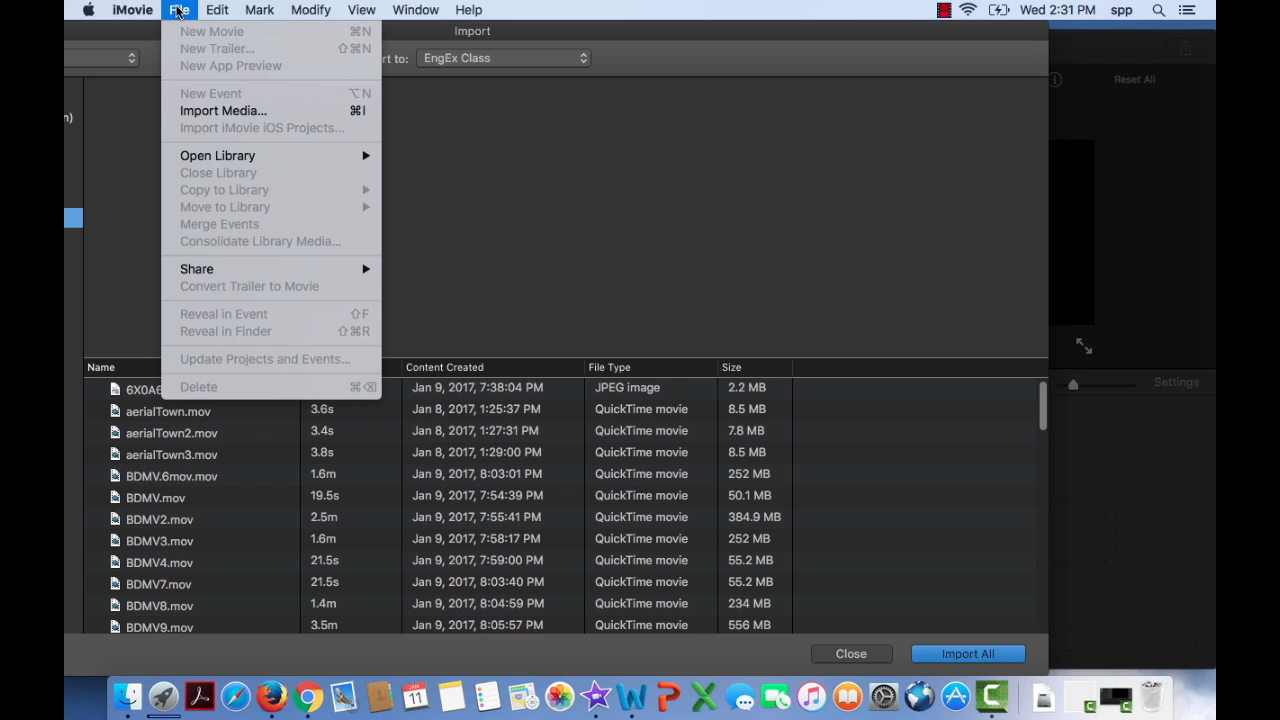 iMovie File Edit Mark Modify View Window Help Wed 2:31 PM spp
Import
New Movie ⌘N
New Trailer... ⇧⌘N
rt to: EngEx Class
New App Preview
Reset All
New Event ⌥N
Import Media... ⌘I
n)
Import iMovie iOS Projects...
Open Library
Close Library
Copy to Library
Move to Library
Merge Events
Consolidate Library Media...
Share
Convert Trailer to Movie
Reveal in Event ⇧F
Reveal in Finder ⇧⌘R
Update Projects and Events...
Delete ⌘⌫
Settings
Name Content Created File Type Size
6X0A6 Jan 9, 2017, 7:38:04 PM JPEG image 2.2 MB
aerialTown.mov 3.6s Jan 8, 2017, 1:25:37 PM QuickTime movie 8.5 MB
aerialTown2.mov 3.4s Jan 8, 2017, 1:27:31 PM QuickTime movie 7.8 MB
aerialTown3.mov 3.8s Jan 8, 2017, 1:29:00 PM QuickTime movie 8.5 MB
BDMV.6mov.mov 1.6m Jan 9, 2017, 8:03:01 PM QuickTime movie 252 MB
BDMV.mov 19.5s Jan 9, 2017, 7:54:39 PM QuickTime movie 50.1 MB
BDMV2.mov 2.5m Jan 9, 2017, 7:55:41 PM QuickTime movie 384.9 MB
BDMV3.mov 1.6m Jan 9, 2017, 7:58:17 PM QuickTime movie 252 MB
BDMV4.mov 21.5s Jan 9, 2017, 7:59:00 PM QuickTime movie 55.2 MB
BDMV7.mov 21.5s Jan 9, 2017, 8:03:40 PM QuickTime movie 55.2 MB
BDMV8.mov 1.4m Jan 9, 2017, 8:04:59 PM QuickTime movie 234 MB
BDMV9.mov 3.5m Jan 9, 2017, 8:05:57 PM QuickTime movie 556 MB
Close Import All